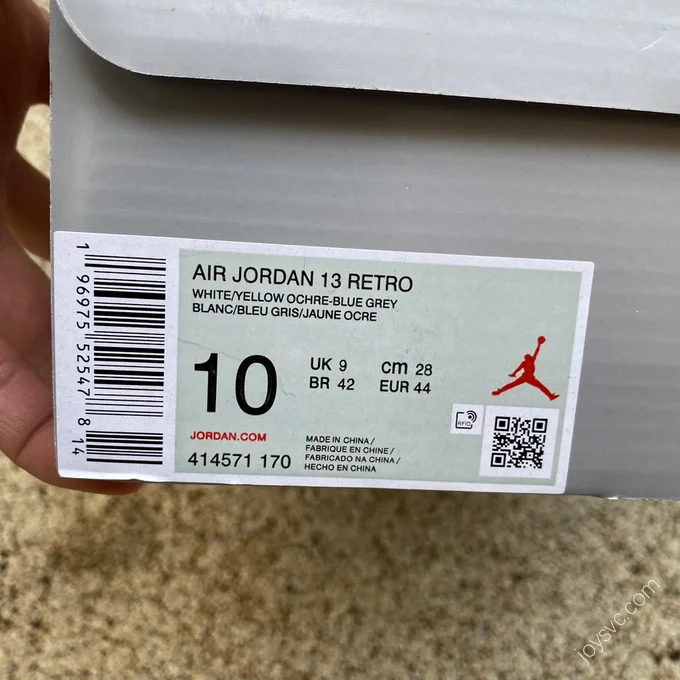 AIR JORDAN 13 RETRO
WHITE/YELLOW OCHRE-BLUE GREY
BLANC/BLEU GRIS/JAUNE OCRE
10
UK 9 cm 28
BR 42 EUR 44
JORDAN.COM
414571 170
MADE IN CHINA /
FABRIQUE EN CHINE /
FABRICADO NA CHINA /
HECHO EN CHINA
RFID
1 96975 52547 8 14
joysvc.com